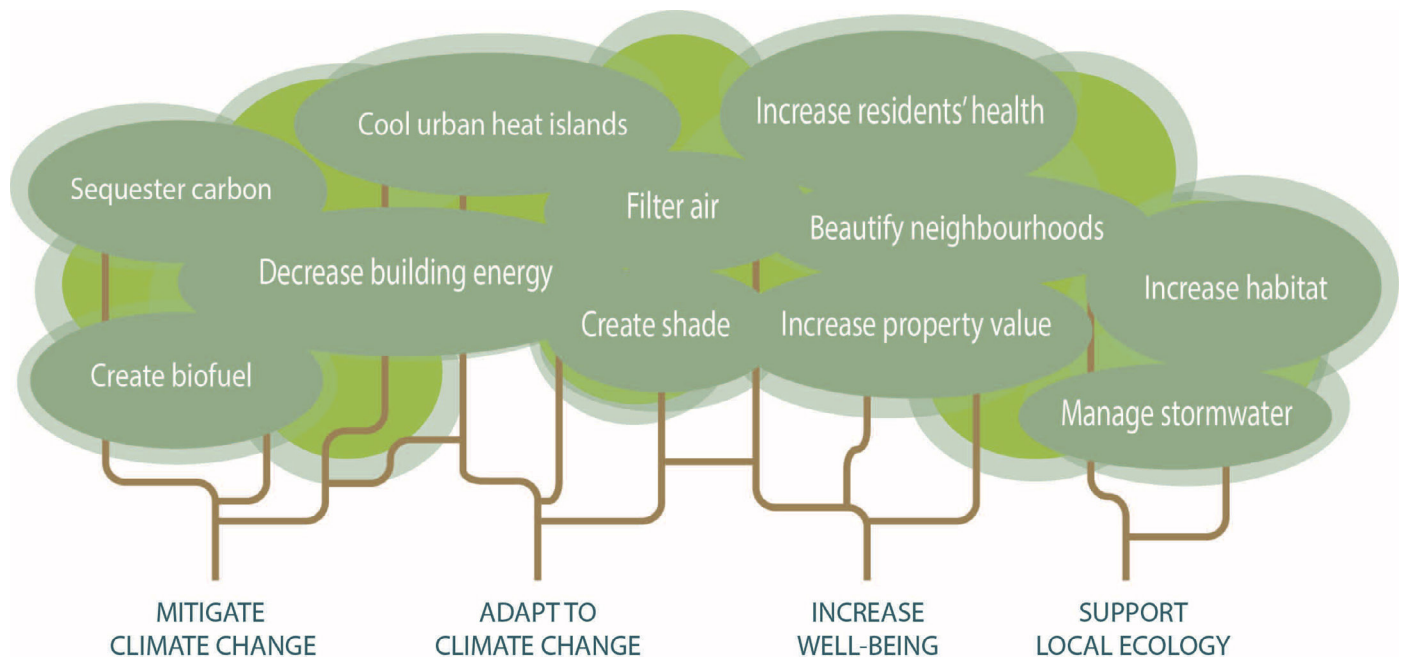 Cool urban heat islands
Increase residents’ health
Sequester carbon
Filter air
Beautify neighbourhoods
Decrease building energy
Increase habitat
Create shade
Increase property value
Create biofuel
Manage stormwater
MITIGATE
CLIMATE CHANGE
ADAPT TO
CLIMATE CHANGE
INCREASE
WELL-BEING
SUPPORT
LOCAL ECOLOGY